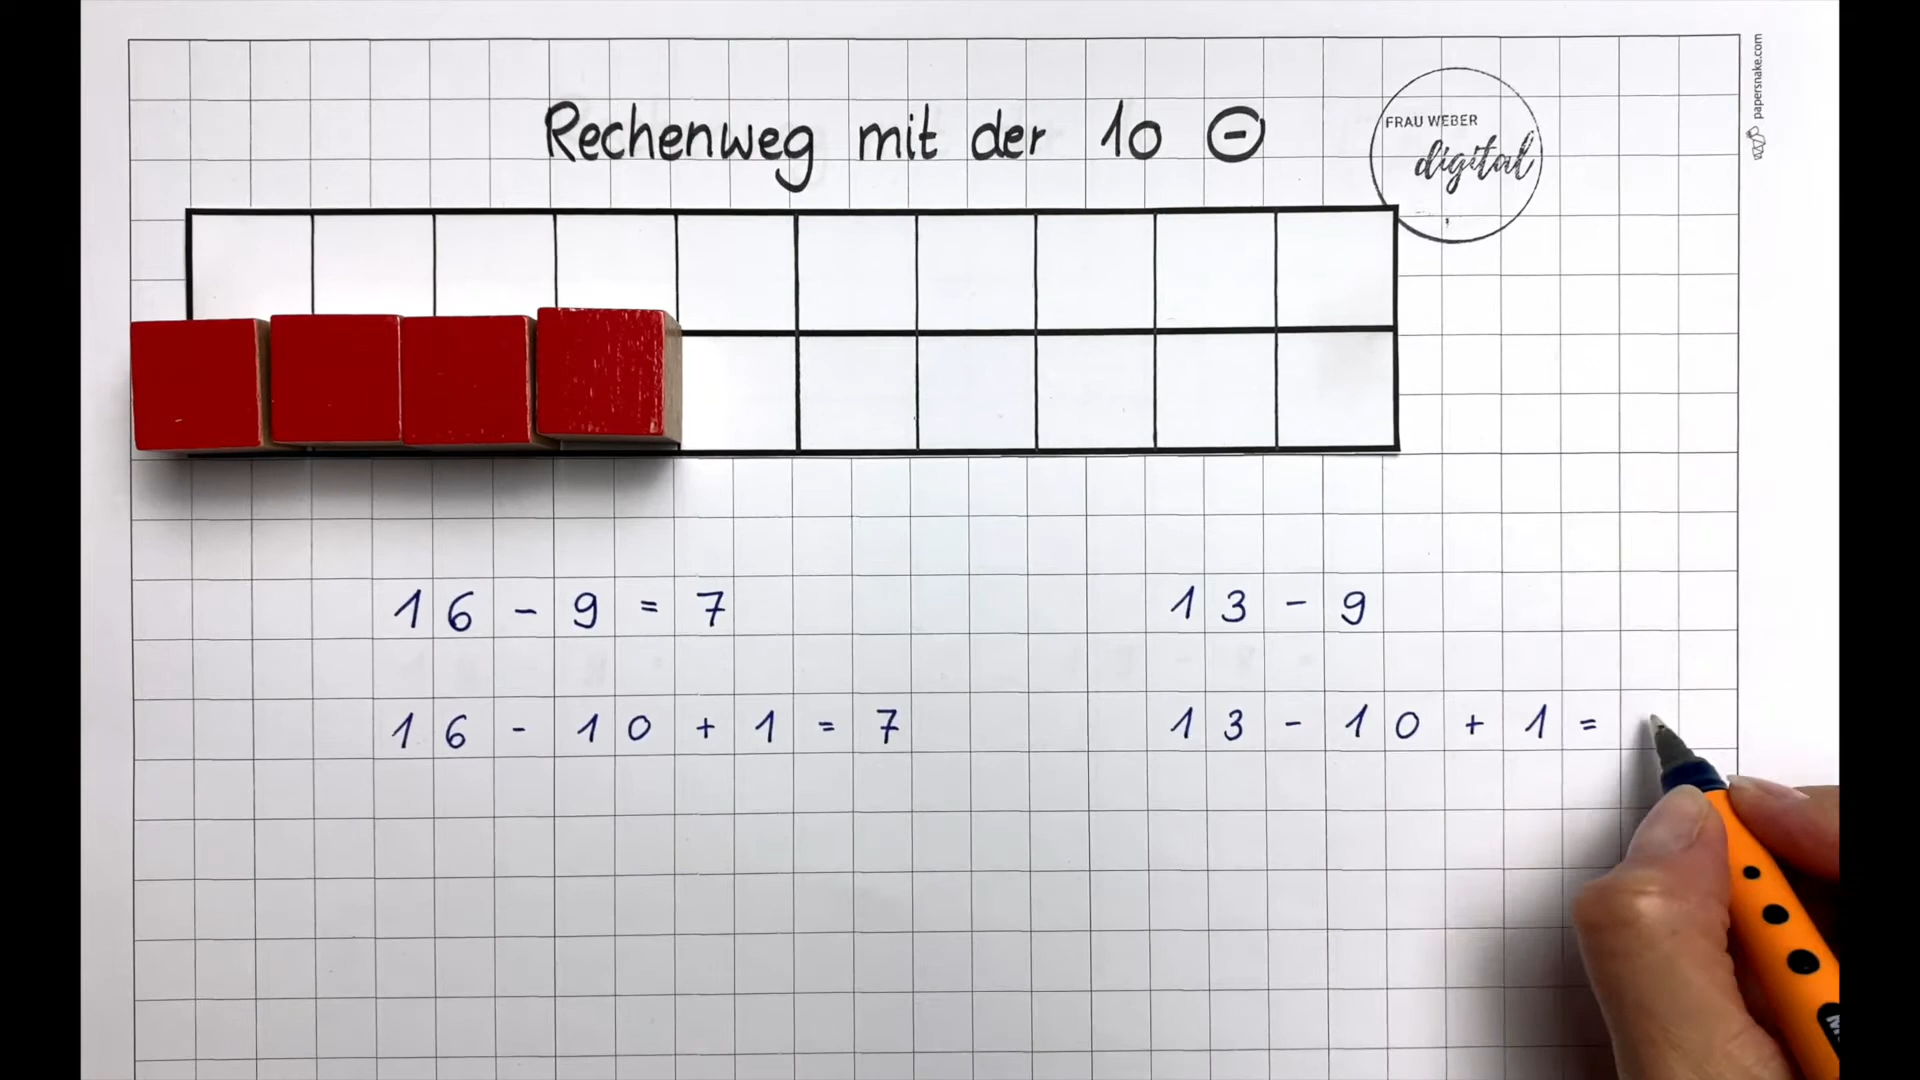 Rechenweg mit der 10 ⊖
FRAU WEBER
digital
papersnake.com
16 - 9 = 7
13 - 9
16 - 10 + 1 = 7
13 - 10 + 1 =